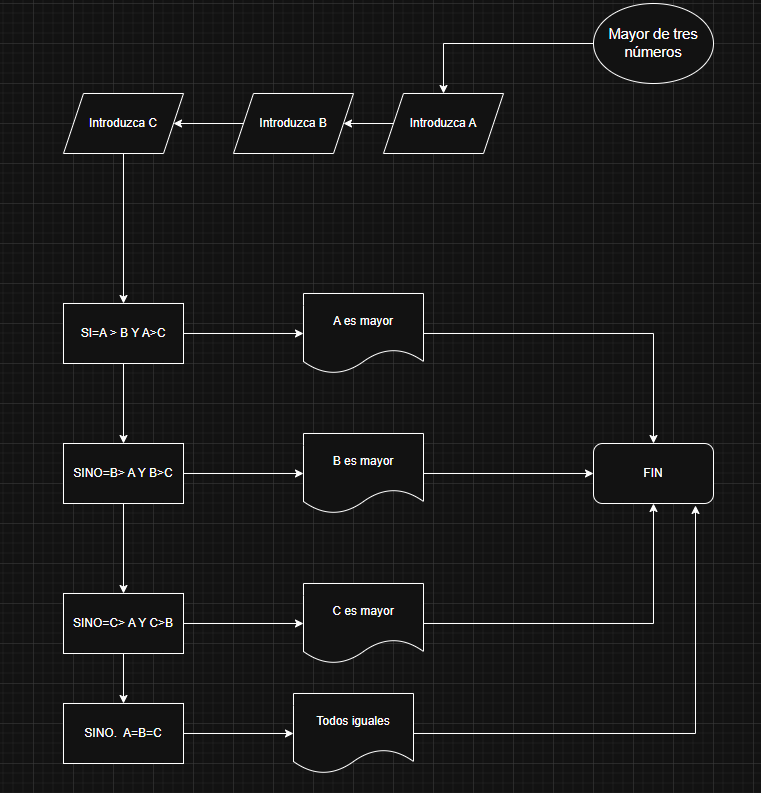 Mayor de tres
números
Introduzca C
Introduzca B
Introduzca A
SI=A > B Y A>C
A es mayor
SINO=B> A Y B>C
B es mayor
FIN
SINO=C> A Y C>B
C es mayor
SINO.  A=B=C
Todos iguales